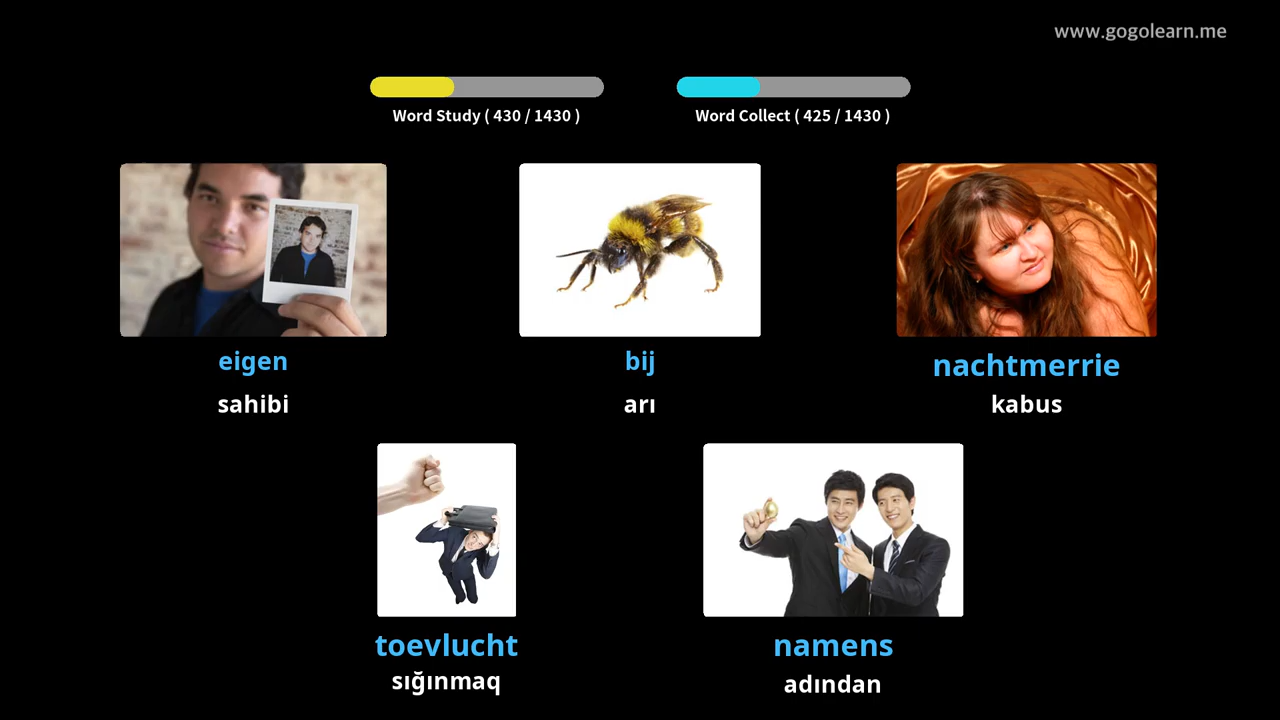 www.gogolearn.me
Word Study ( 430 / 1430 )
Word Collect ( 425 / 1430 )
eigen
sahibi
bij
arı
nachtmerrie
kabus
toevlucht
sığınmaq
namens
adından